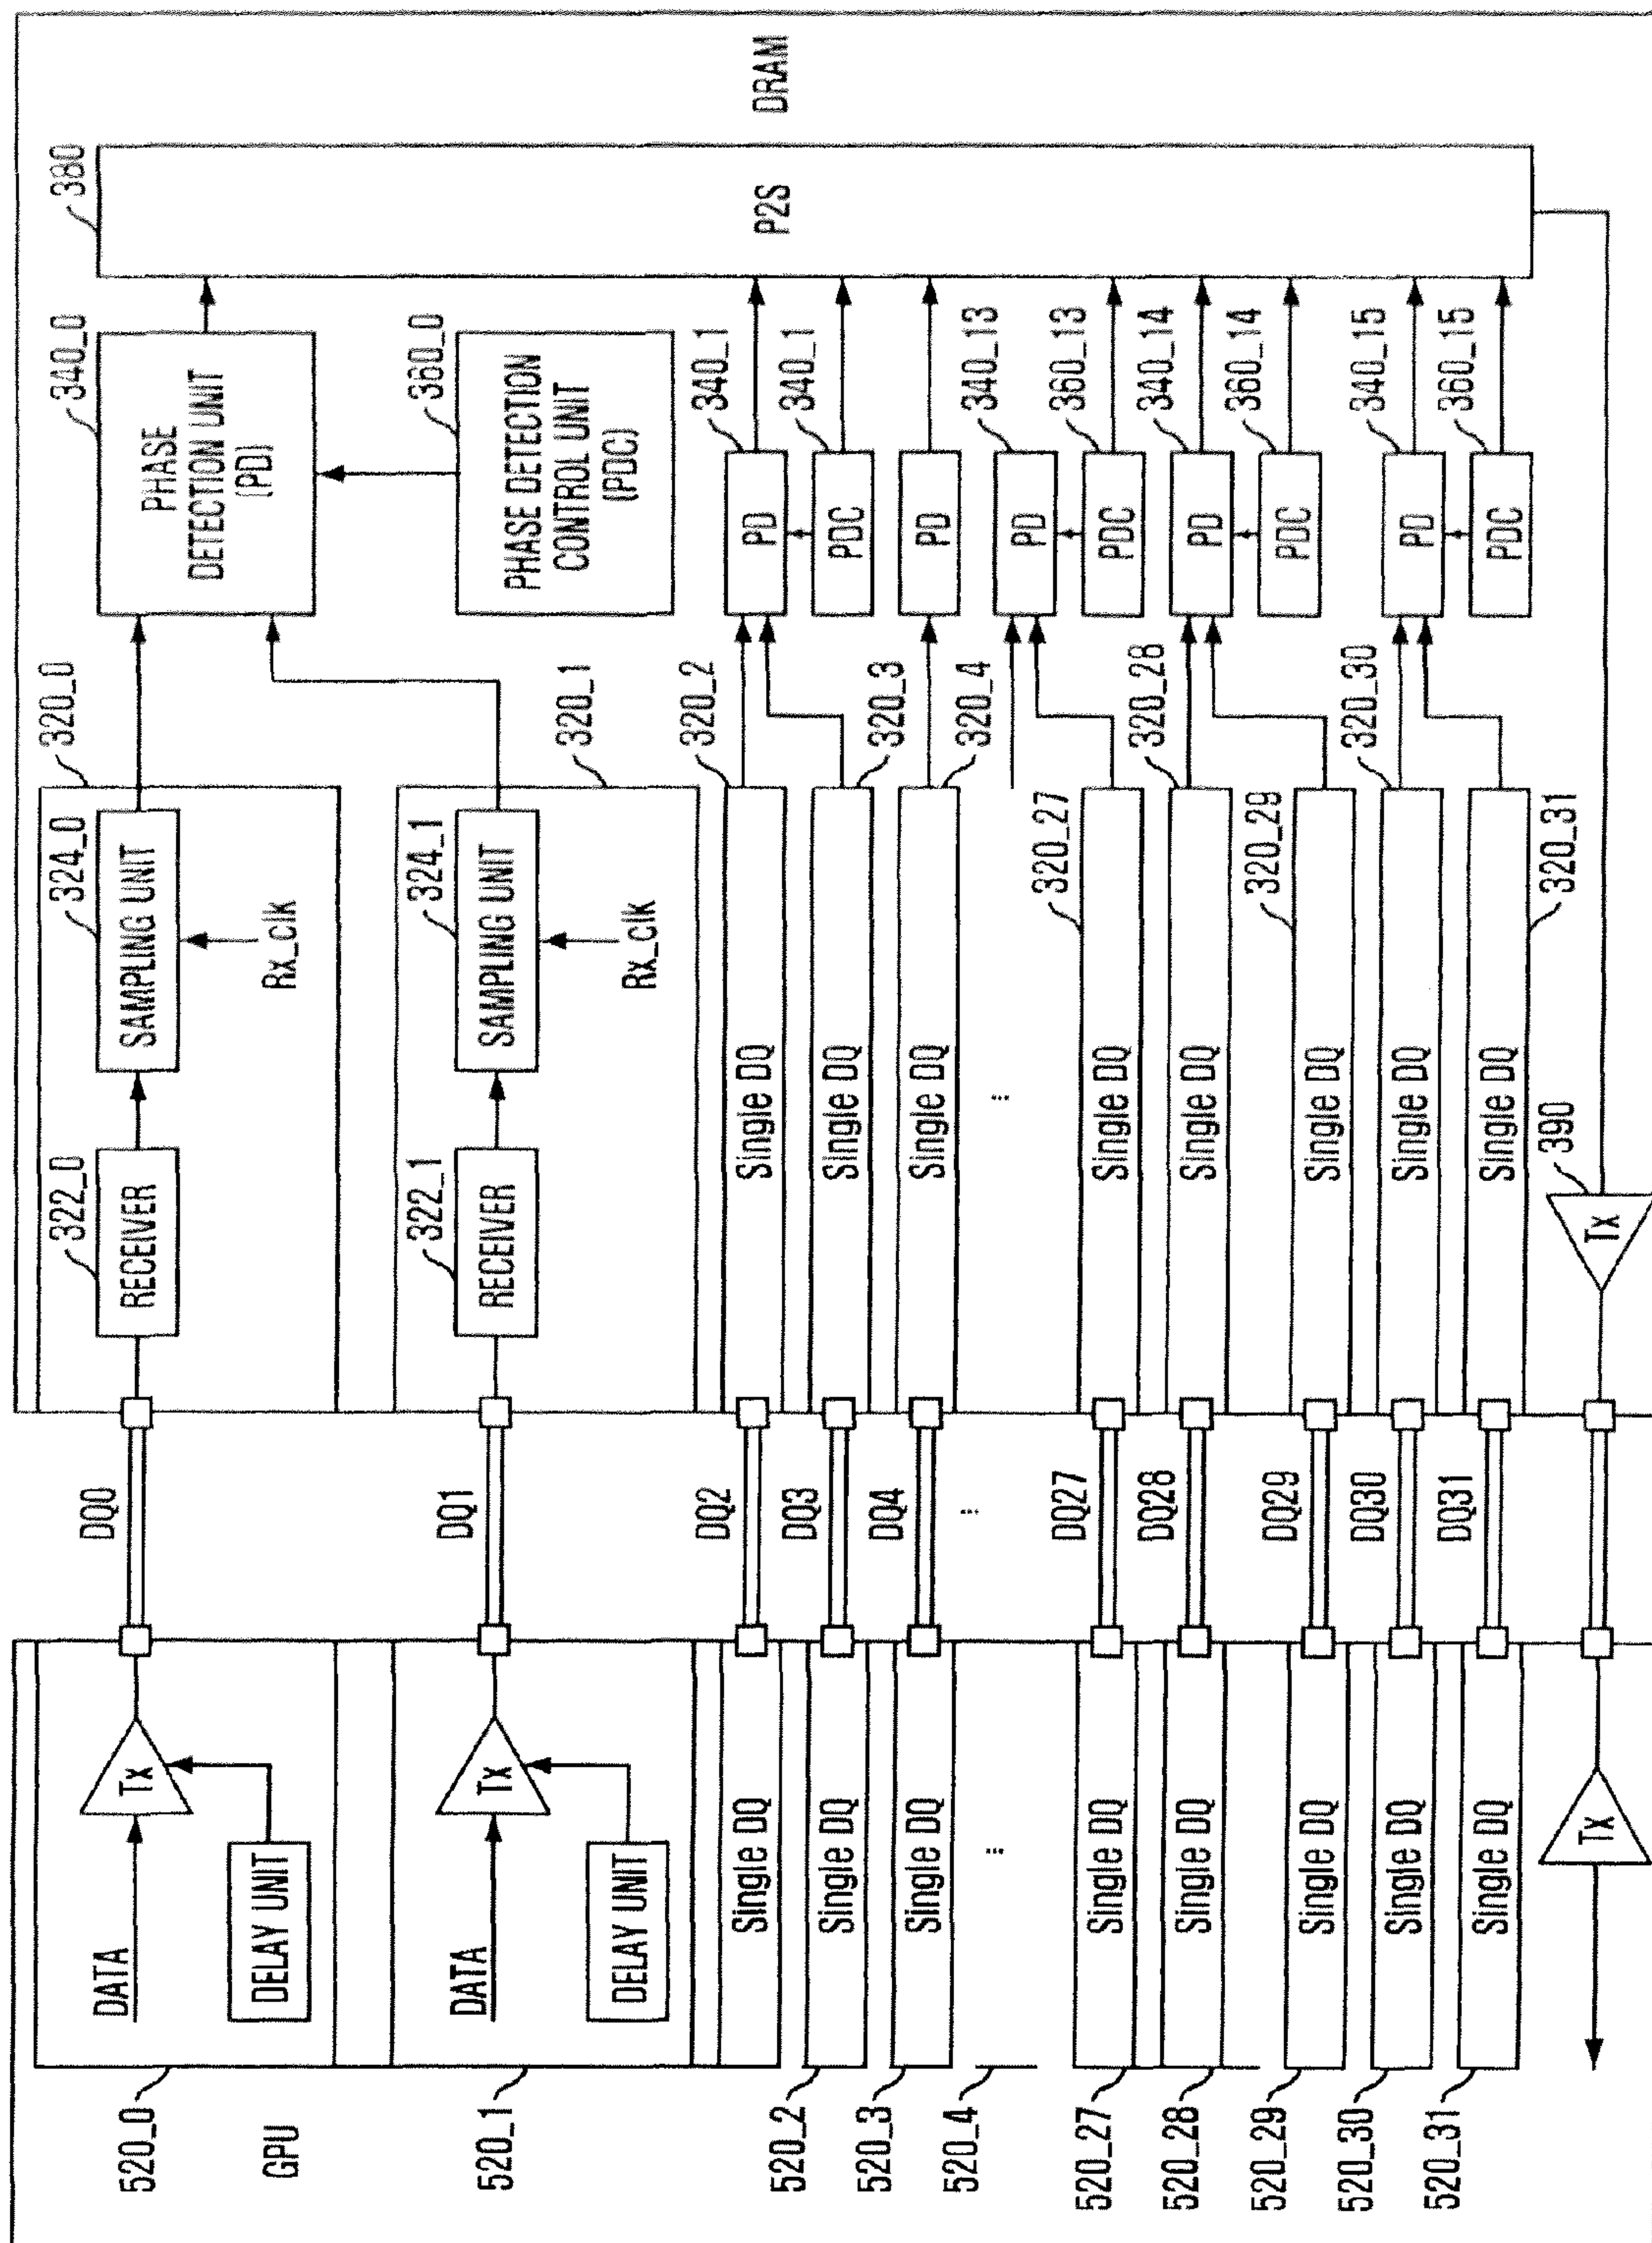 520_0
GPU
520_1
520_2
520_3
520_4
520_27
520_28
520_29
520_30
520_31
DATA
Tx
DELAY UNIT
DATA
Tx
DELAY UNIT
Single DQ
Single DQ
Single DQ
...
Single DQ
Single DQ
Single DQ
Single DQ
Single DQ
Tx
DQ0
DQ1
DQ2
DQ3
DQ4
...
DQ27
DQ28
DQ29
DQ30
DQ31
322_0
RECEIVER
324_0
SAMPLING UNIT
Rx_clk
320_0
322_1
RECEIVER
324_1
SAMPLING UNIT
Rx_clk
320_1
Single DQ
320_2
Single DQ
320_3
Single DQ
320_4
...
Single DQ
320_27
Single DQ
320_28
Single DQ
320_29
Single DQ
320_30
Single DQ
320_31
390
Tx
340_0
PHASE
DETECTION UNIT
(PD)
360_0
PHASE DETECTION
CONTROL UNIT
(PDC)
PD
340_1
PDC
340_1
PD
PD
340_13
PDC
360_13
PD
340_14
PDC
360_14
PD
340_15
PDC
360_15
380
P2S
DRAM